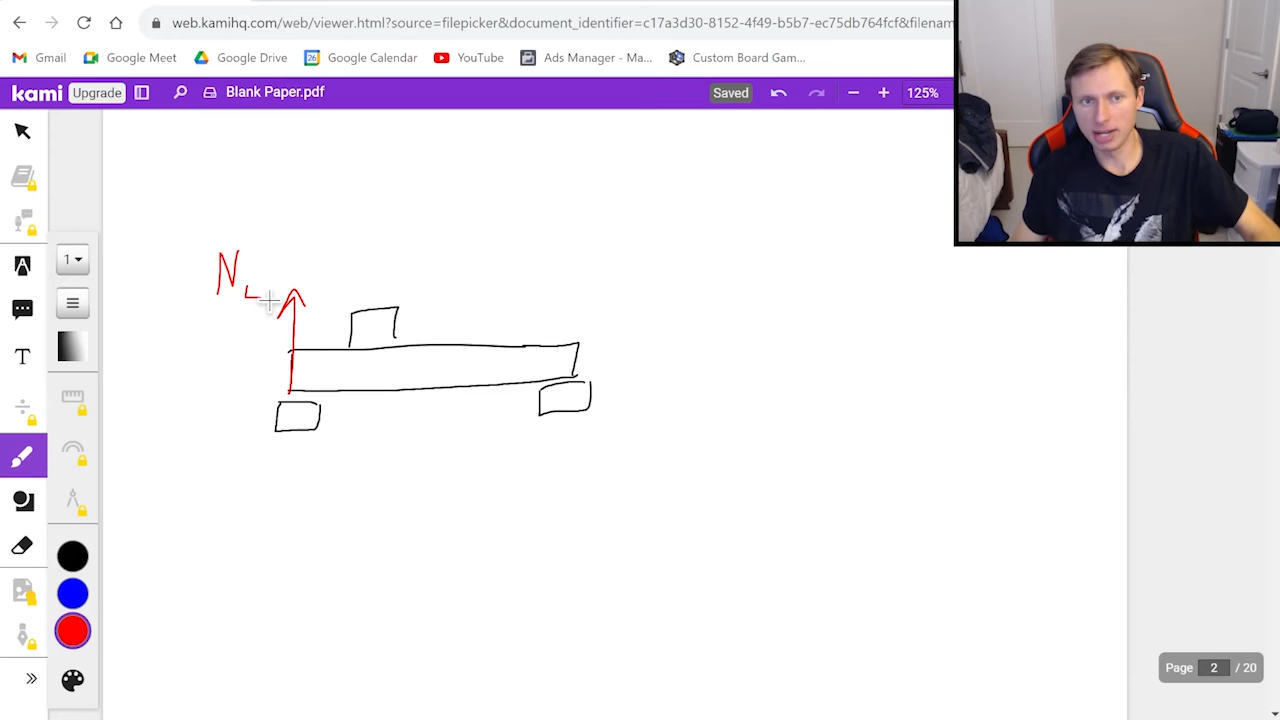 web.kamihq.com/web/viewer.html?source=filepicker&document_identifier=c17a3d30-8152-4f49-b5b7-ec75db764fcf&filenam
Gmail Google Meet Google Drive 26 Google Calendar YouTube Ads Manager - Ma... Custom Board Gam...
kami Upgrade Blank Paper.pdf Saved 125%
1
A
T
N L
Page 2 / 20